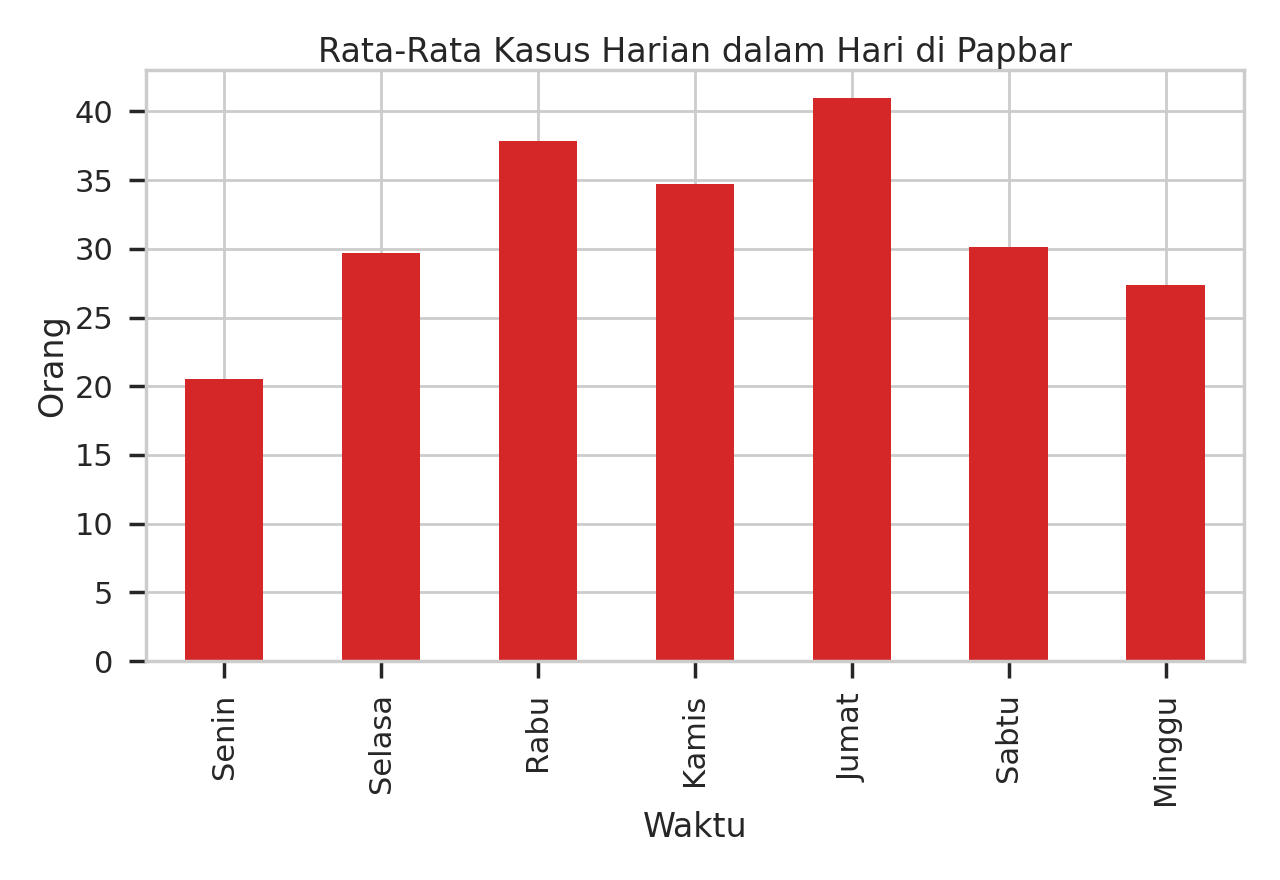 Rata-Rata Kasus Harian dalam Hari di Papbar
40
35
30
25
20
15
10
5
0
Orang
Senin
Selasa
Rabu
Kamis
Jumat
Sabtu
Minggu
Waktu